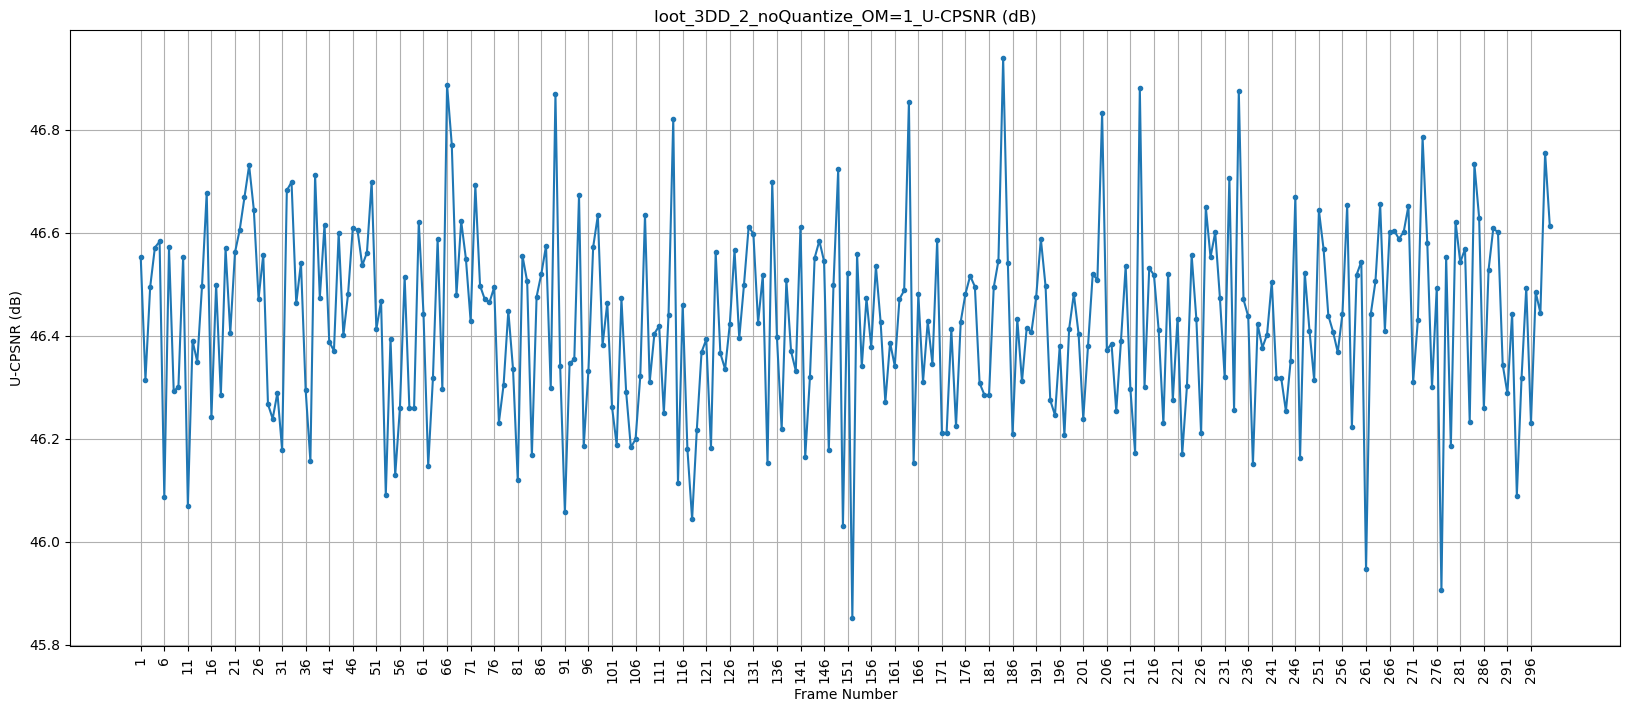 loot_3DD_2_noQuantize_OM=1_U-CPSNR (dB)
U-CPSNR (dB)
46.8
46.6
46.4
46.2
46.0
45.8
1 6 11 16 21 26 31 36 41 46 51 56 61 66 71 76 81 86 91 96 101 106 111 116 121 126 131 136 141 146 151 156 161 166 171 176 181 186 191 196 201 206 211 216 221 226 231 236 241 246 251 256 261 266 271 276 281 286 291 296
Frame Number